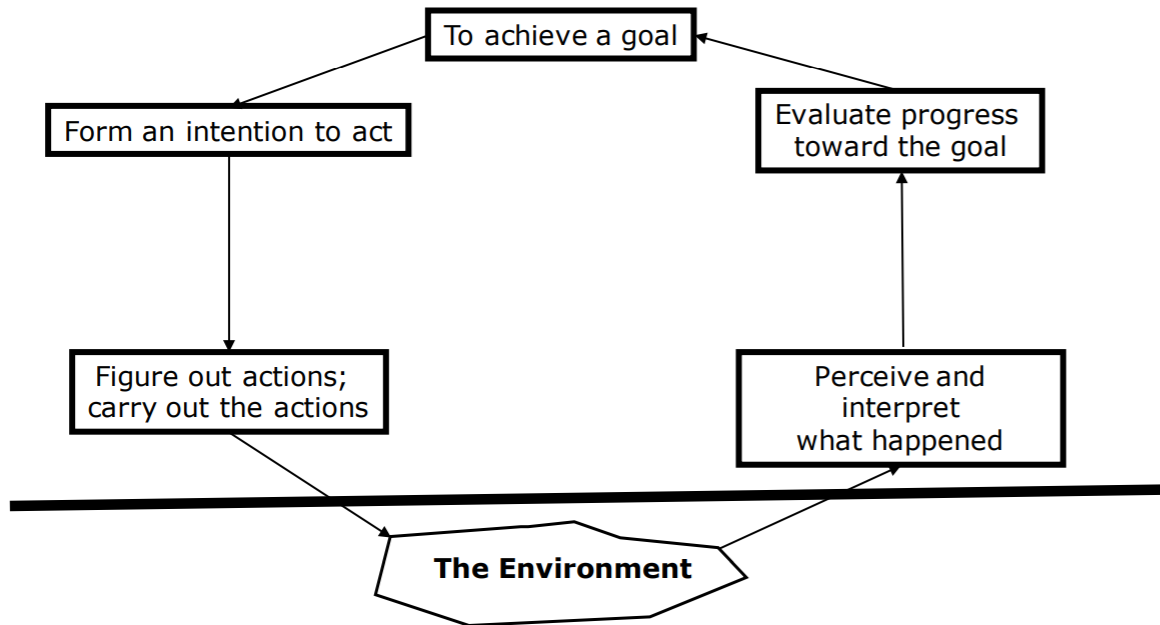 To achieve a goal
Form an intention to act
Evaluate progress
toward the goal
Figure out actions;
carry out the actions
Perceive and
interpret
what happened
The Environment